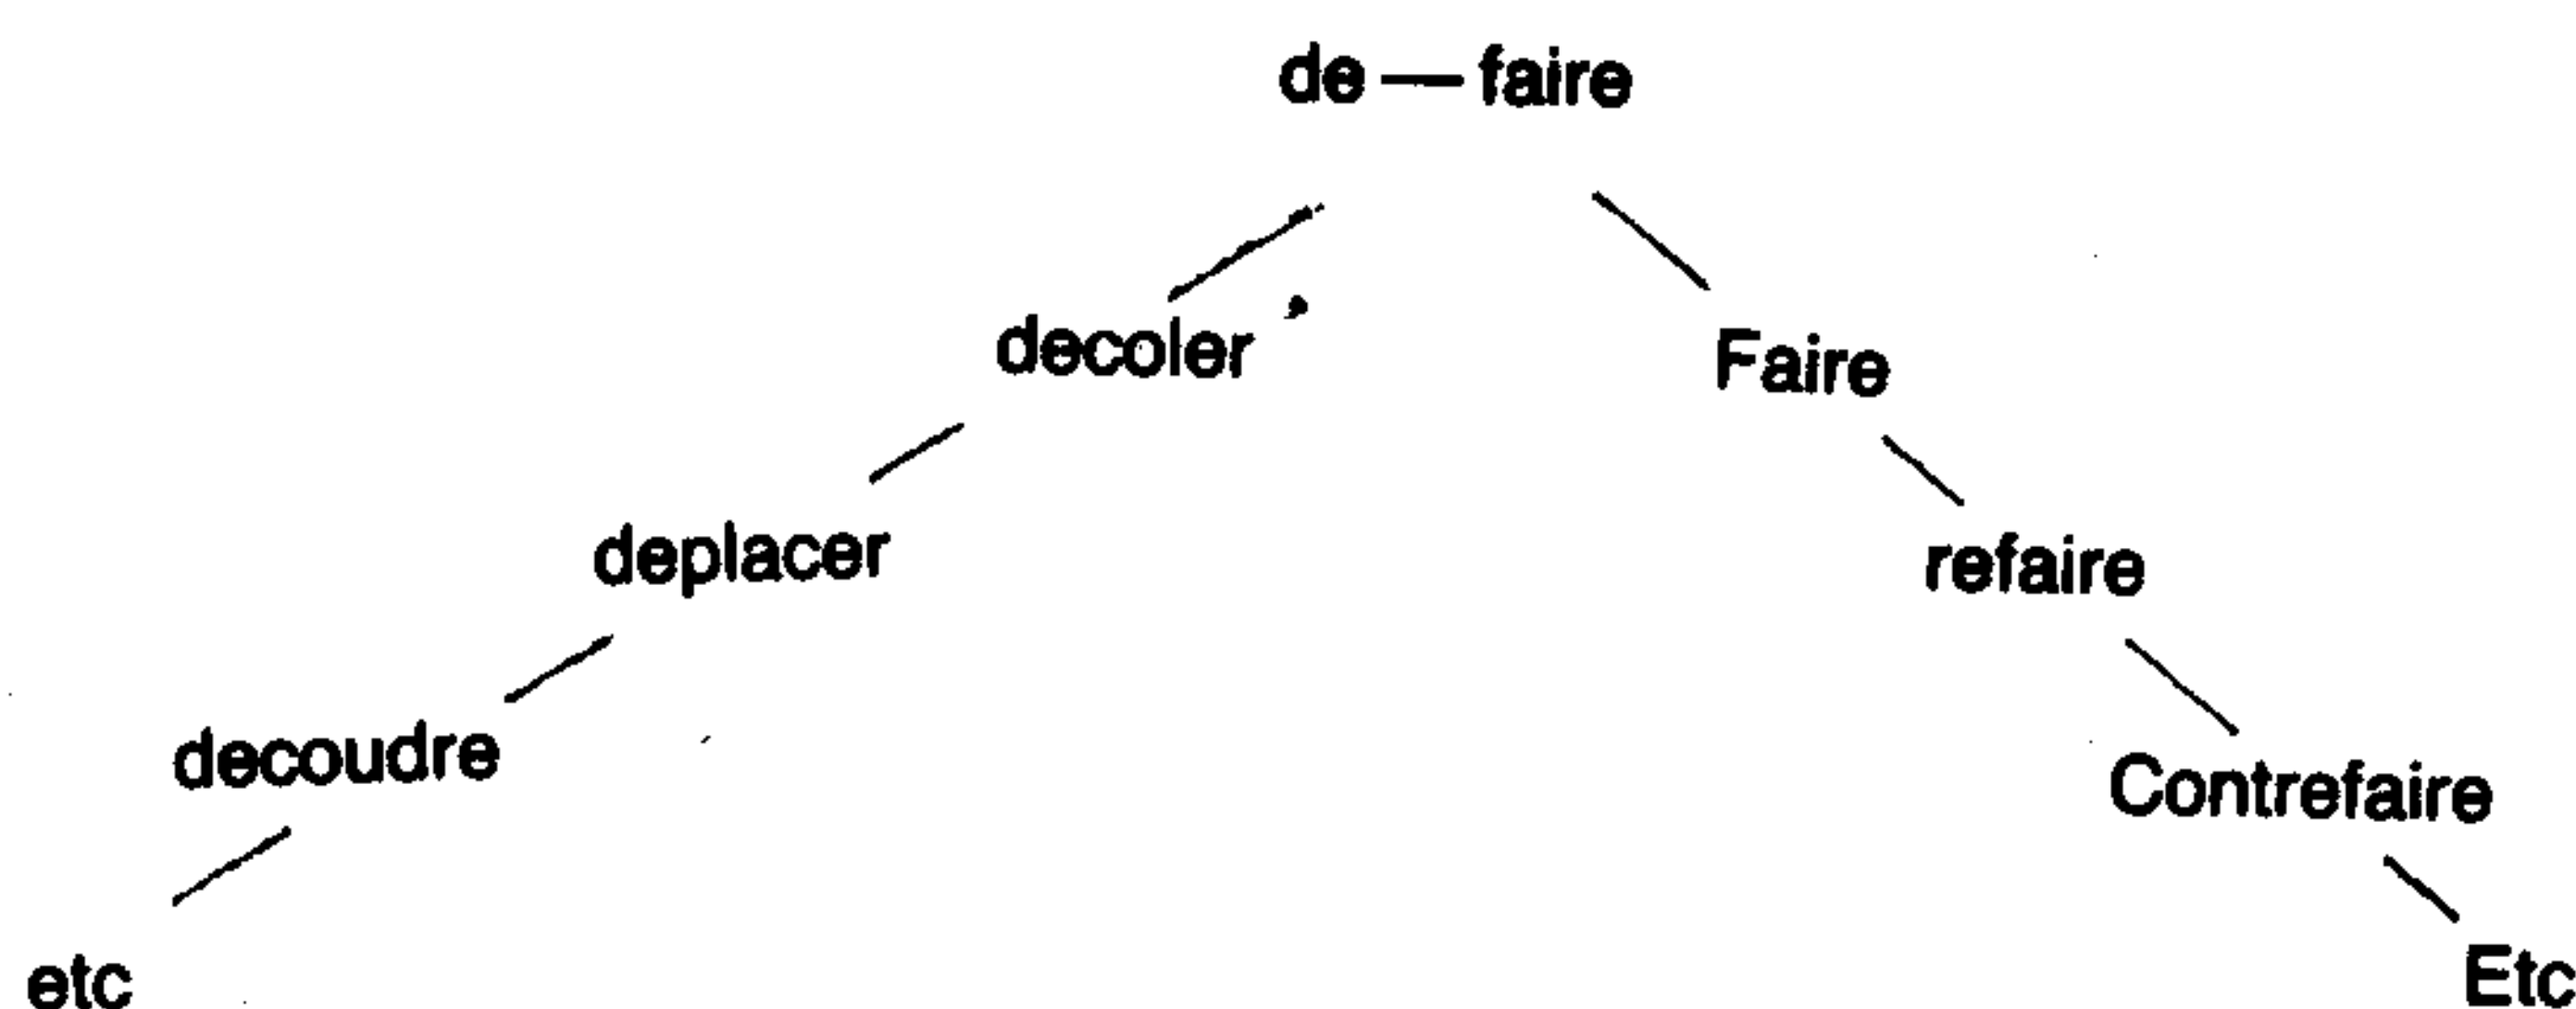 de — faire
decoler Faire
deplacer refaire
decoudre Contrefaire
etc Etc